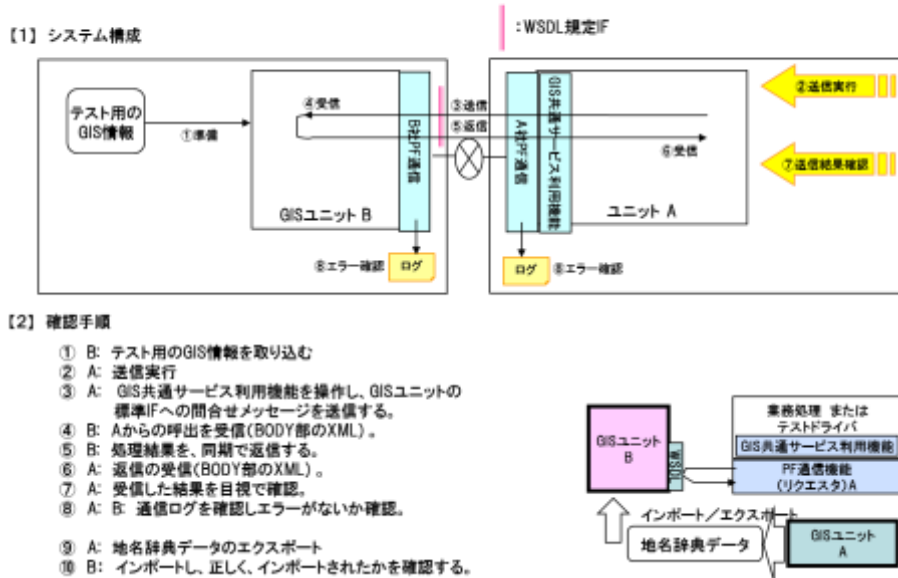 【1】 システム構成
：WSDL規定IF
テスト用の
GIS情報
①準備
④受信
GISユニット B
B社PF通信
⑧エラー確認
ログ
③送信
⑤返信
A社PF通信
GIS共通サービス利用機能
⑥受信
ユニット A
ログ
⑧エラー確認
②送信実行
⑦送信結果確認
【2】 確認手順
① B: テスト用のGIS情報を取り込む
② A: 送信実行
③ A: GIS共通サービス利用機能を操作し、GISユニットの
標準IFへの問合せメッセージを送信する。
④ B: Aからの呼出を受信(BODY部のXML)。
⑤ B: 処理結果を、同期で返信する。
⑥ A: 返信の受信(BODY部のXML)。
⑦ A: 受信した結果を目視で確認。
⑧ A: B: 通信ログを確認しエラーがないか確認。
⑨ A: 地名辞典データのエクスポート
⑩ B: インポートし、正しく、インポートされたかを確認する。
GISユニット
B
WSDL
業務処理 または
テストドライバ
GIS共通サービス利用機能
PF通信機能
(リクエスタ)A
インポート／エクスポート
地名辞典データ
GISユニット
A